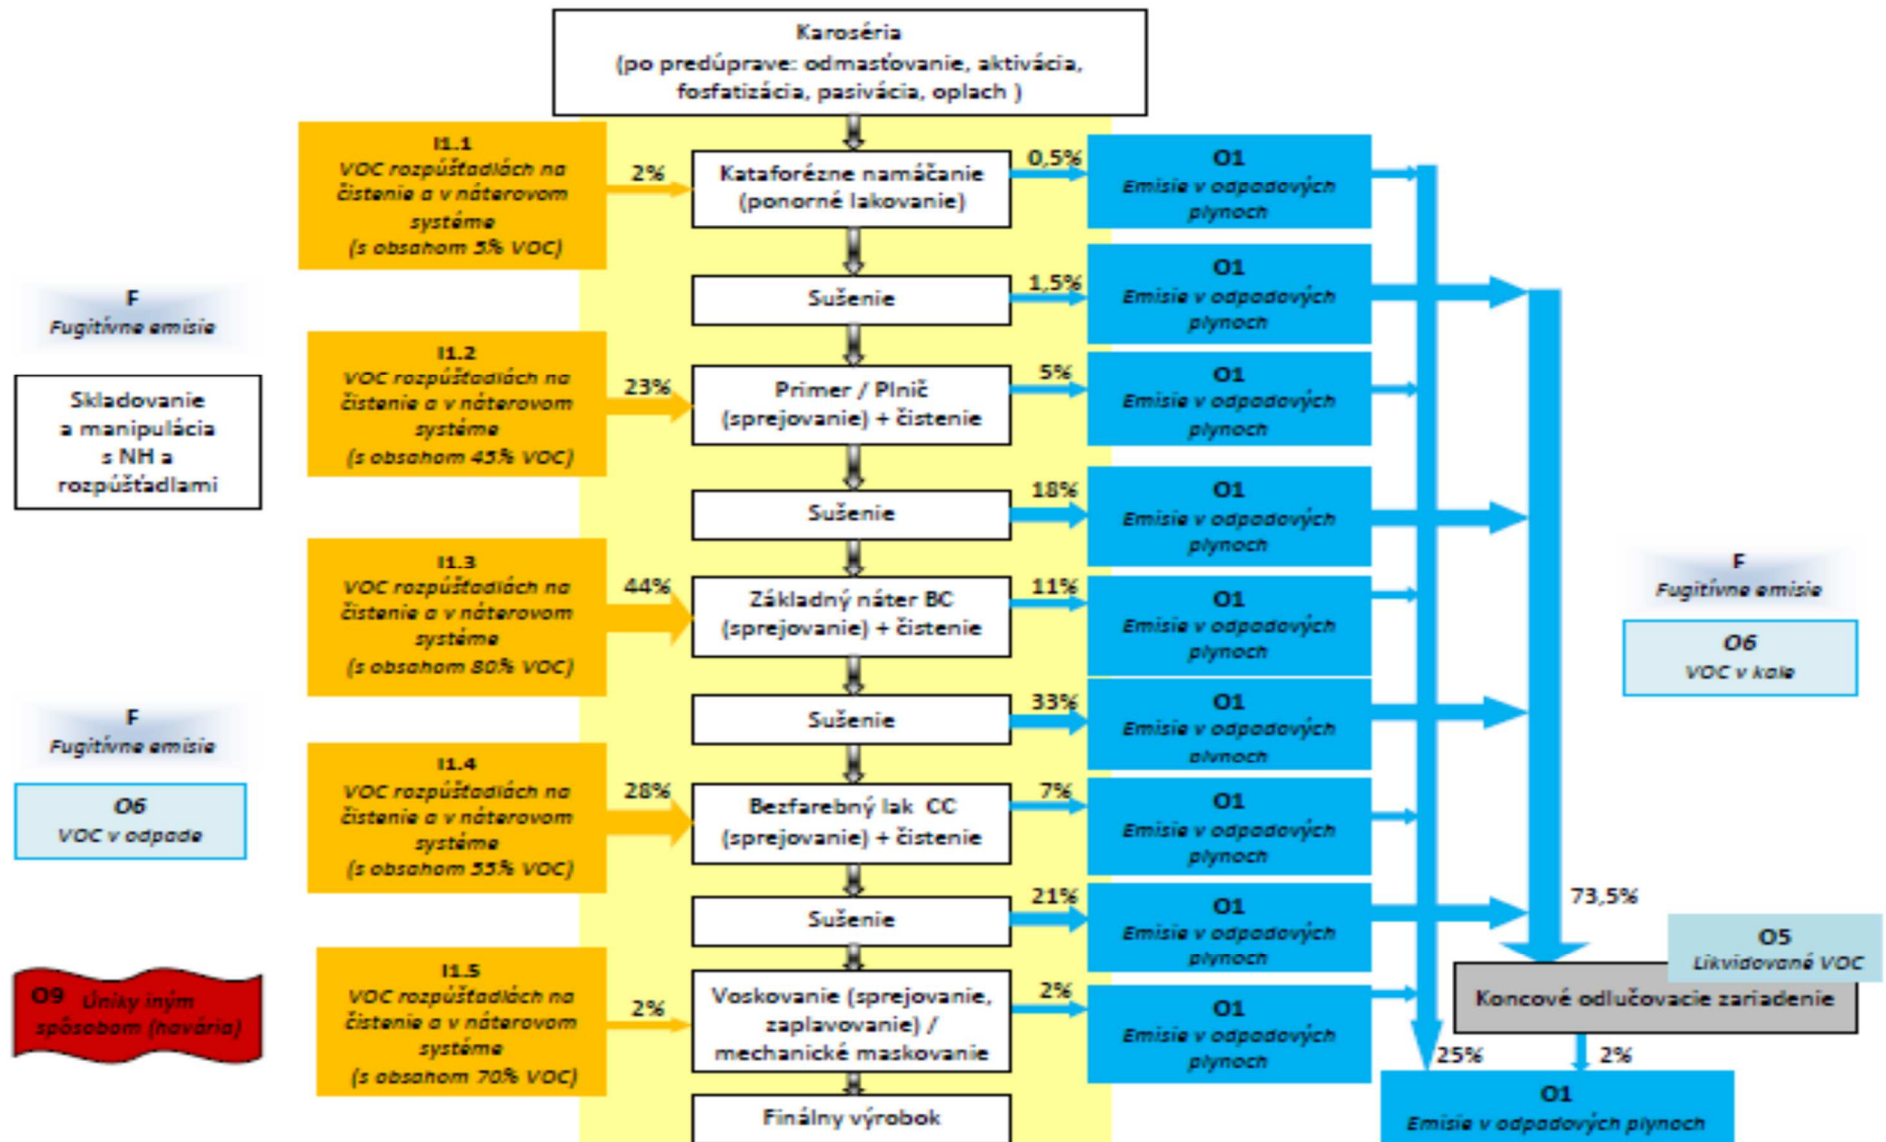 Karoséria
(po predúprave: odmasťovanie, aktivácia,
fosfatizácia, pasivácia, oplach )
I1.1
VOC rozpúšťadlách na
čistenie a v náterovom
systéme
(s obsahom 5% VOC)
2%
Kataforézne namáčanie
(ponorné lakovanie)
0,5%
O1
Emisie v odpadových
plynoch
Sušenie
1,5%
O1
Emisie v odpadových
plynoch
F
Fugitívne emisie
Skladovanie
a manipulácia
s NH a
rozpúšťadlami
I1.2
VOC rozpúšťadlách na
čistenie a v náterovom
systéme
(s obsahom 45% VOC)
23%
Primer / Plnič
(sprejovanie) + čistenie
5%
O1
Emisie v odpadových
plynoch
Sušenie
18%
O1
Emisie v odpadových
plynoch
I1.3
VOC rozpúšťadlách na
čistenie a v náterovom
systéme
(s obsahom 80% VOC)
44%
Základný náter BC
(sprejovanie) + čistenie
11%
O1
Emisie v odpadových
plynoch
F
Fugitívne emisie
O6
VOC v kale
Sušenie
33%
O1
Emisie v odpadových
plynoch
F
Fugitívne emisie
O6
VOC v odpade
I1.4
VOC rozpúšťadlách na
čistenie a v náterovom
systéme
(s obsahom 55% VOC)
28%
Bezfarebný lak CC
(sprejovanie) + čistenie
7%
O1
Emisie v odpadových
plynoch
Sušenie
21%
O1
Emisie v odpadových
plynoch
73,5%
O5
Likvidované VOC
Koncové odlučovacie zariadenie
O9 Úniky iným
spôsobom (havária)
I1.5
VOC rozpúšťadlách na
čistenie a v náterovom
systéme
(s obsahom 70% VOC)
2%
Voskovanie (sprejovanie,
zaplavovanie) /
mechanické maskovanie
2%
O1
Emisie v odpadových
plynoch
25%
2%
O1
Emisie v odpadových plynoch
Finálny výrobok